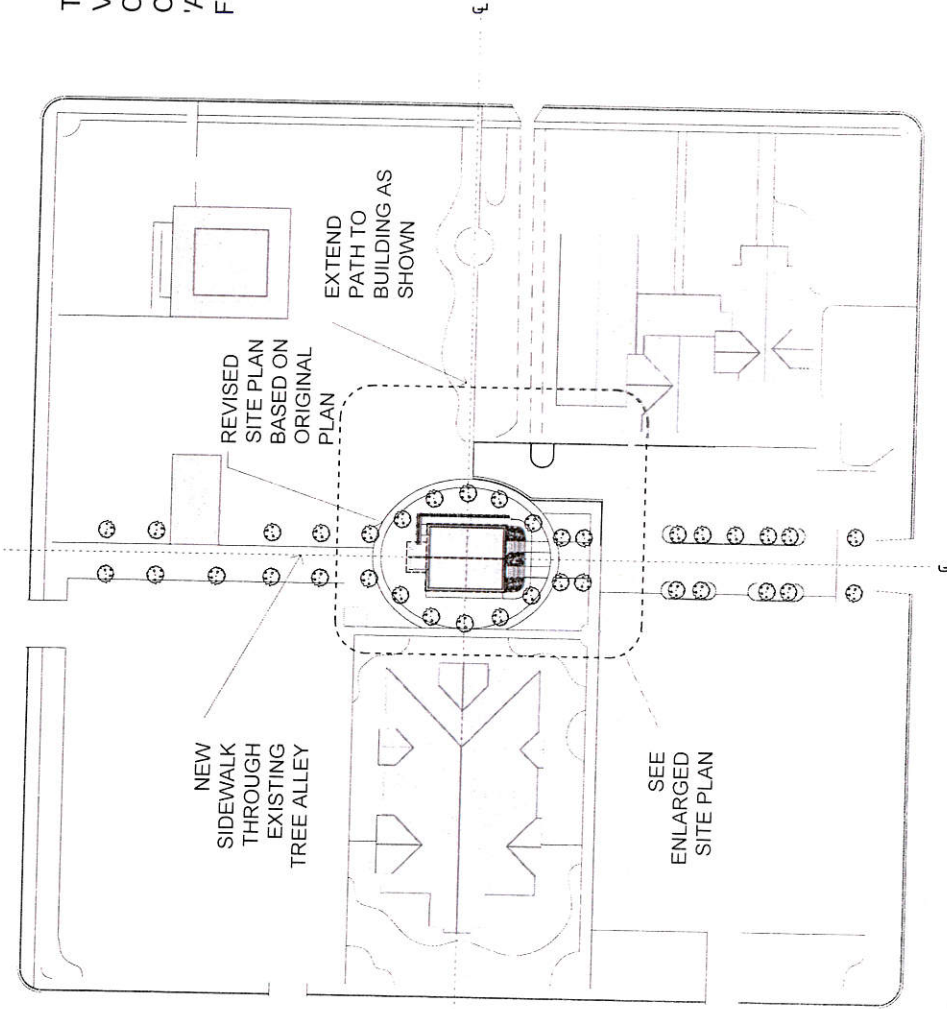 NEW
SIDEWALK
THROUGH
EXISTING
TREE ALLEY
REVISED
SITE PLAN
BASED ON
ORIGINAL
PLAN
EXTEND
PATH TO
BUILDING AS
SHOWN
SEE
ENLARGED
SITE PLAN
T
V
C
C
'A
F